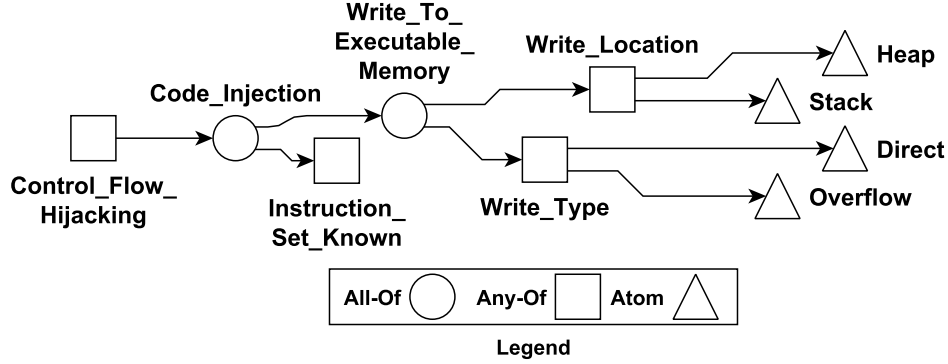 Write_To_
Executable_
Memory
Write_Location
Heap
Code_Injection
Stack
Direct
Control_Flow_
Hijacking
Instruction_
Set_Known
Write_Type
Overflow
All-Of
Any-Of
Atom
Legend